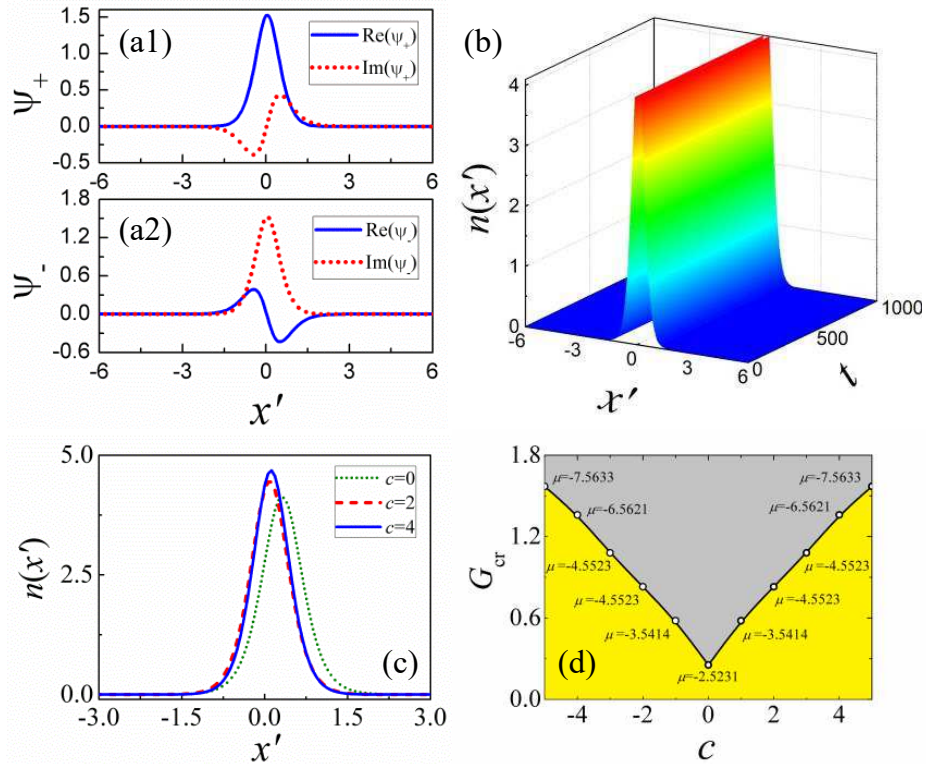 (a1)
1.5
1.0
0.5
0.0
-0.5
ψ+
Re(ψ+)
Im(ψ+)
-6 -3 0 3 6
(a2)
1.8
1.2
0.6
0.0
-0.6
ψ-
Re(ψ-)
Im(ψ-)
-6 -3 0 3 6
x'
(b)
4
3
2
1
0
n(x')
-6 -3 0 3 6
x'
0 500 1000
t
(c)
5.0
2.5
0.0
n(x')
c=0
c=2
c=4
-3.0 -1.5 0.0 1.5 3.0
x'
(d)
1.8
1.2
0.6
0.0
Gcr
μ=-7.5633 μ=-7.5633
μ=-6.5621 μ=-6.5621
μ=-4.5523 μ=-4.5523
μ=-4.5523 μ=-4.5523
μ=-3.5414 μ=-3.5414
μ=-2.5231
-4 -2 0 2 4
c